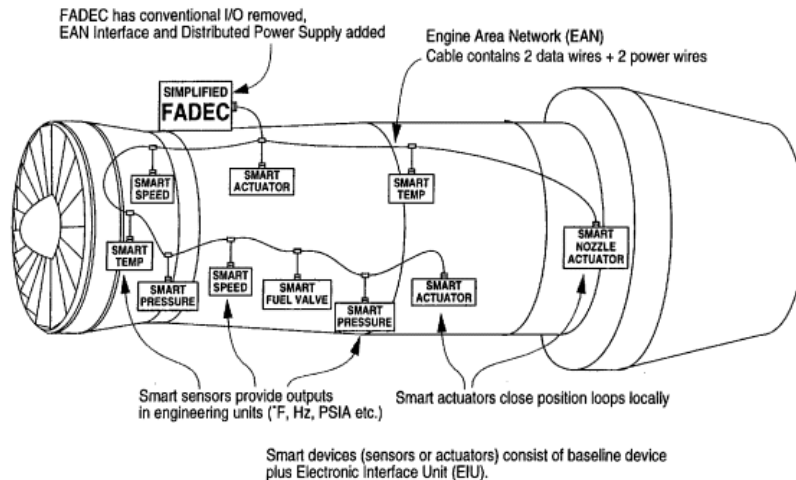 FADEC has conventional I/O removed,
EAN Interface and Distributed Power Supply added
Engine Area Network (EAN)
Cable contains 2 data wires + 2 power wires
SIMPLIFIED
FADEC
SMART
SPEED
SMART
ACTUATOR
SMART
TEMP
SMART
TEMP
SMART
PRESSURE
SMART
SPEED
SMART
FUEL VALVE
SMART
PRESSURE
SMART
ACTUATOR
SMART
NOZZLE
ACTUATOR
Smart sensors provide outputs
in engineering units (°F, Hz, PSIA etc.)
Smart actuators close position loops locally
Smart devices (sensors or actuators) consist of baseline device
plus Electronic Interface Unit (EIU).